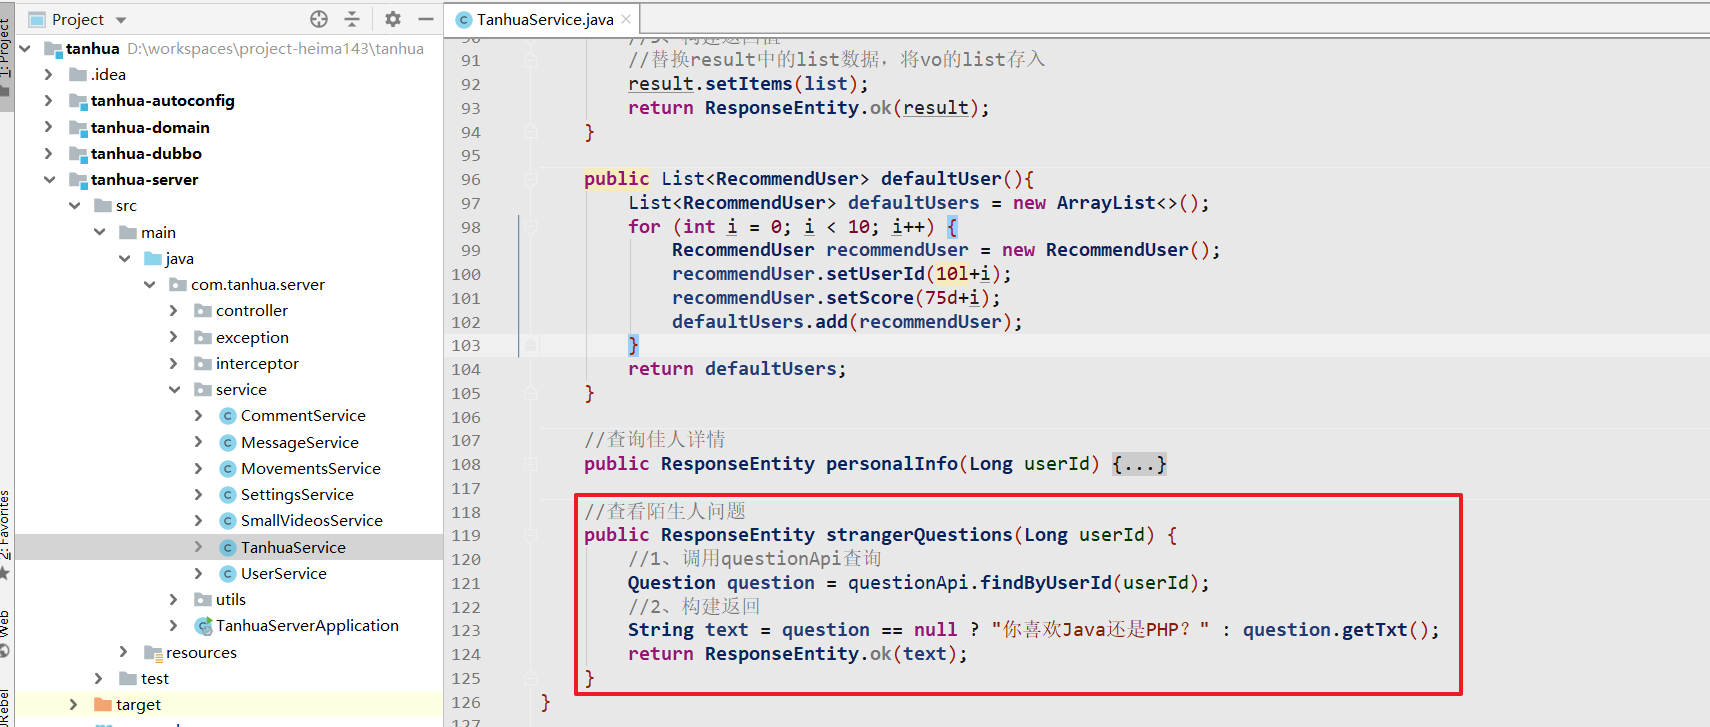 Project
TanhuaService.java
1: Project
2: Favorites
Web
JRebel
tanhua D:\workspaces\project-heima143\tanhua
.idea
tanhua-autoconfig
tanhua-domain
tanhua-dubbo
tanhua-server
src
main
java
com.tanhua.server
controller
exception
interceptor
service
CommentService
MessageService
MovementsService
SettingsService
SmallVideosService
TanhuaService
UserService
utils
TanhuaServerApplication
resources
test
target
91 //替换result中的list数据，将vo的list存入
92 result.setItems(list);
93 return ResponseEntity.ok(result);
94 }
95
96 public List<RecommendUser> defaultUser(){
97 List<RecommendUser> defaultUsers = new ArrayList<>();
98 for (int i = 0; i < 10; i++) {
99 RecommendUser recommendUser = new RecommendUser();
100 recommendUser.setUserId(10l+i);
101 recommendUser.setScore(75d+i);
102 defaultUsers.add(recommendUser);
103 }
104 return defaultUsers;
105 }
106
107 //查询佳人详情
108 public ResponseEntity personalInfo(Long userId) {...}
117
118 //查看陌生人问题
119 public ResponseEntity strangerQuestions(Long userId) {
120 //1、调用questionApi查询
121 Question question = questionApi.findByUserId(userId);
122 //2、构建返回
123 String text = question == null ? "你喜欢Java还是PHP？" : question.getTxt();
124 return ResponseEntity.ok(text);
125 }
126 }
127